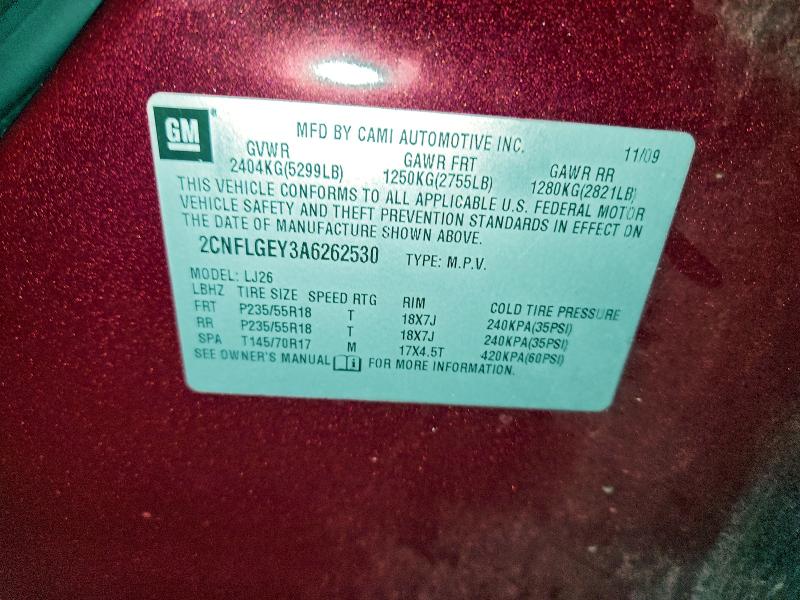 GM
MFD BY CAMI AUTOMOTIVE INC. 11/09
GVWR GAWR FRT GAWR RR
2404KG(5299LB) 1250KG(2755LB) 1280KG(2821LB)
THIS VEHICLE CONFORMS TO ALL APPLICABLE U.S. FEDERAL MOTOR
VEHICLE SAFETY AND THEFT PREVENTION STANDARDS IN EFFECT ON
THE DATE OF MANUFACTURE SHOWN ABOVE.
2CNFLGEY3A6262530 TYPE: M.P.V.
MODEL: LJ26
LBHZ TIRE SIZE SPEED RTG RIM COLD TIRE PRESSURE
FRT P235/55R18 T 18X7J 240KPA(35PSI)
RR P235/55R18 T 18X7J 240KPA(35PSI)
SPA T145/70R17 M 17X4.5T 420KPA(60PSI)
SEE OWNER'S MANUAL i FOR MORE INFORMATION.